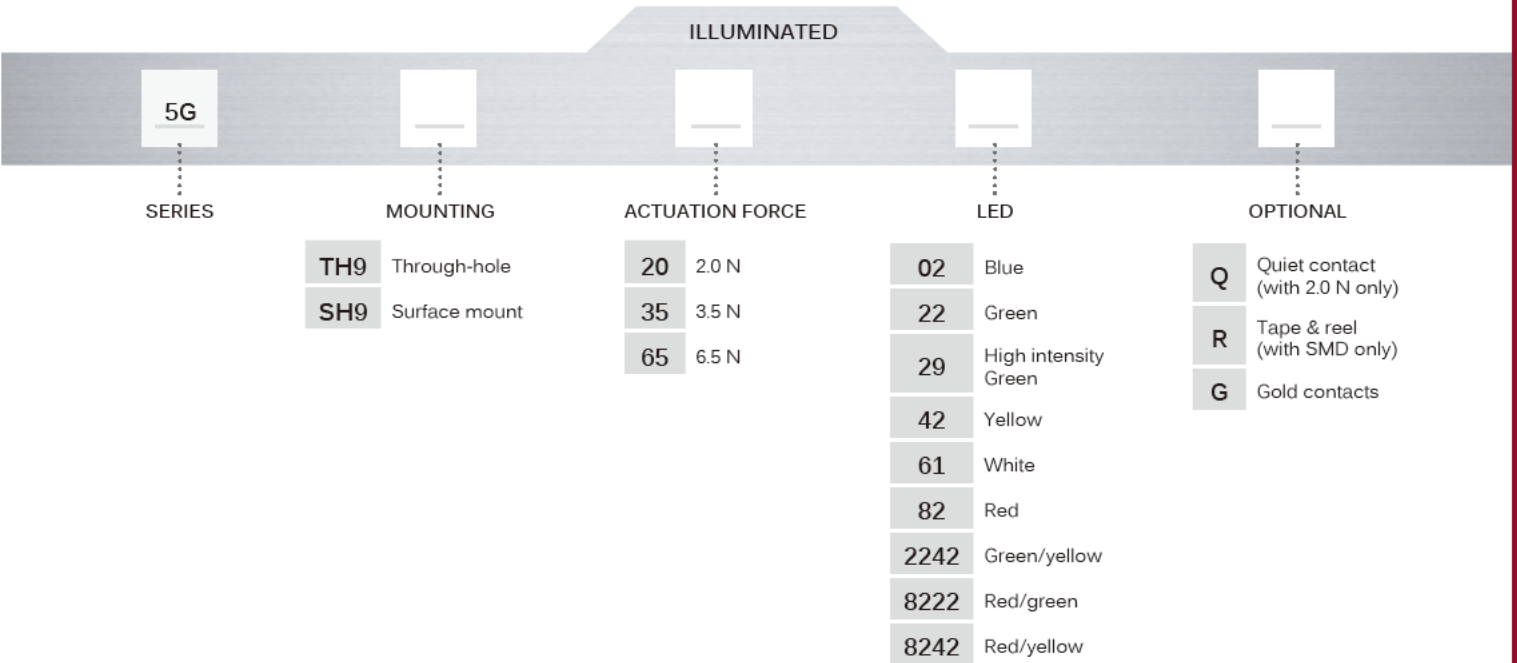 ILLUMINATED
5G
SERIES
MOUNTING
TH9 Through-hole
SH9 Surface mount
ACTUATION FORCE
20 2.0 N
35 3.5 N
65 6.5 N
LED
02 Blue
22 Green
29 High intensity
Green
42 Yellow
61 White
82 Red
2242 Green/yellow
8222 Red/green
8242 Red/yellow
OPTIONAL
Q Quiet contact
(with 2.0 N only)
R Tape & reel
(with SMD only)
G Gold contacts